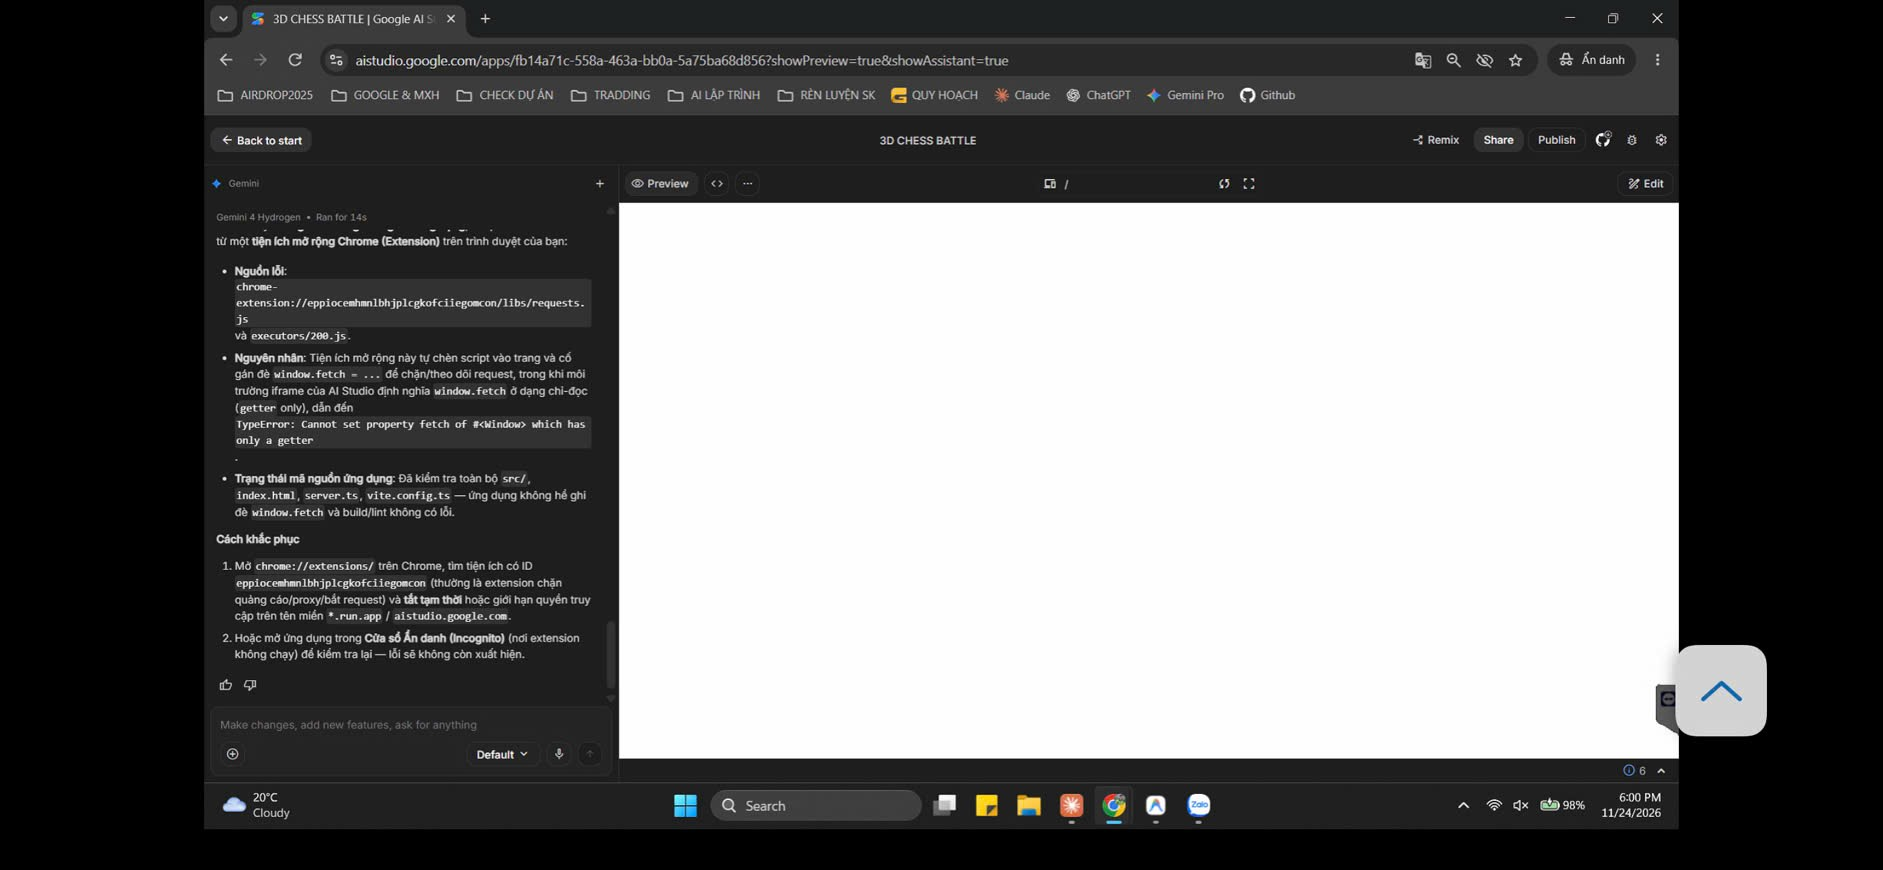 3D CHESS BATTLE | Google AI S
aistudio.google.com/apps/fb14a71c-558a-463a-bb0a-5a75ba68d856?showPreview=true&showAssistant=true
Ẩn danh
AIRDROP2025
GOOGLE & MXH
CHECK DỰ ÁN
TRADDING
AI LẬP TRÌNH
RÈN LUYỆN SK
QUY HOẠCH
Claude
ChatGPT
Gemini Pro
Github
Back to start
3D CHESS BATTLE
Remix
Share
Publish
Gemini
Preview
/
Edit
Gemini 4 Hydrogen • Ran for 14s
từ một tiện ích mở rộng Chrome (Extension) trên trình duyệt của bạn:
• Nguồn lỗi:
chrome-
extension://eppiocemhmnlbhjplcgkofciiegomcon/libs/requests.
js
và executors/200.js.
• Nguyên nhân: Tiện ích mở rộng này tự chèn script vào trang và cố
gán đè window.fetch = ... để chặn/theo dõi request, trong khi môi
trường iframe của AI Studio định nghĩa window.fetch ở dạng chỉ-đọc
(getter only), dẫn đến
TypeError: Cannot set property fetch of #<Window> which has
only a getter
.
• Trạng thái mã nguồn ứng dụng: Đã kiểm tra toàn bộ src/,
index.html, server.ts, vite.config.ts — ứng dụng không hề ghi
đè window.fetch và build/lint không có lỗi.
Cách khắc phục
1. Mở chrome://extensions/ trên Chrome, tìm tiện ích có ID
eppiocemhmnlbhjplcgkofciiegomcon (thường là extension chặn
quảng cáo/proxy/bắt request) và tắt tạm thời hoặc giới hạn quyền truy
cập trên tên miền *.run.app / aistudio.google.com.
2. Hoặc mở ứng dụng trong Cửa sổ Ẩn danh (Incognito) (nơi extension
không chạy) để kiểm tra lại — lỗi sẽ không còn xuất hiện.
Make changes, add new features, ask for anything
Default
6
20°C
Cloudy
Search
Zalo
98%
6:00 PM
11/24/2026